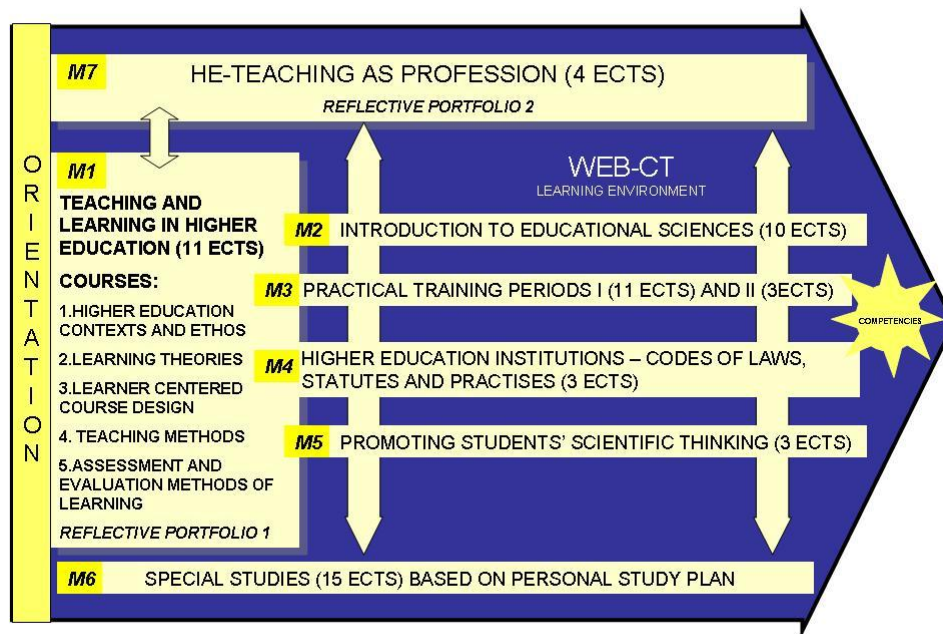 ORIENTATION
M7
HE-TEACHING AS PROFESSION (4 ECTS)
REFLECTIVE PORTFOLIO 2
M1
TEACHING AND
LEARNING IN HIGHER
EDUCATION (11 ECTS)
COURSES:
1.HIGHER EDUCATION
CONTEXTS AND ETHOS
2.LEARNING THEORIES
3.LEARNER CENTERED
COURSE DESIGN
4. TEACHING METHODS
5.ASSESSMENT AND
EVALUATION METHODS OF
LEARNING
REFLECTIVE PORTFOLIO 1
WEB-CT
LEARNING ENVIRONMENT
M2 INTRODUCTION TO EDUCATIONAL SCIENCES (10 ECTS)
M3 PRACTICAL TRAINING PERIODS I (11 ECTS) AND II (3ECTS)
M4 HIGHER EDUCATION INSTITUTIONS – CODES OF LAWS,
STATUTES AND PRACTISES (3 ECTS)
M5 PROMOTING STUDENTS' SCIENTIFIC THINKING (3 ECTS)
M6 SPECIAL STUDIES (15 ECTS) BASED ON PERSONAL STUDY PLAN
COMPETENCIES